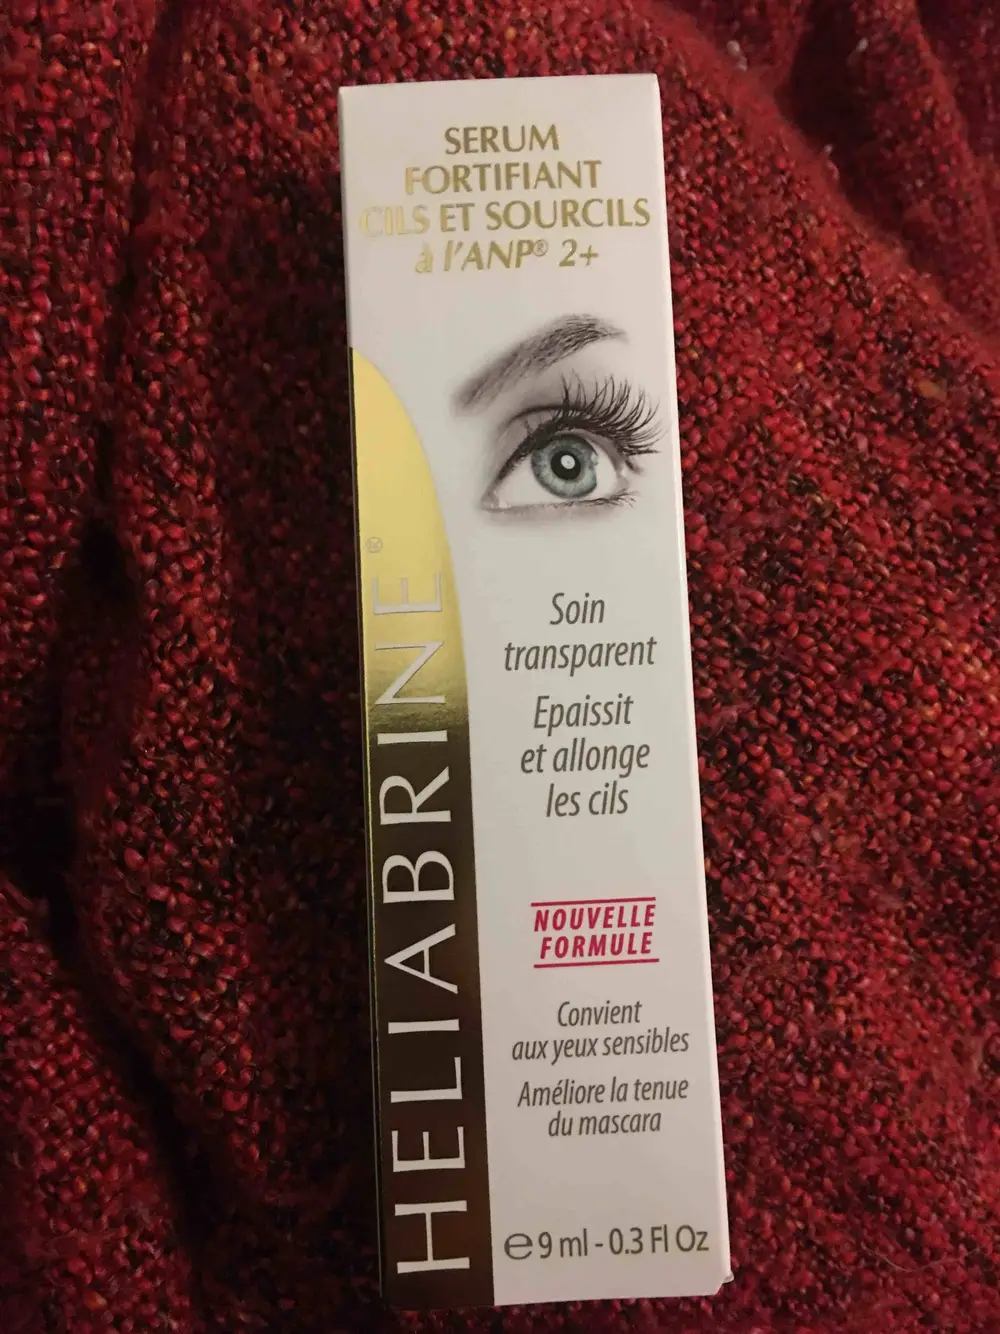 SERUM
FORTIFIANT
CILS ET SOURCILS
à l'ANP® 2+
HELIABRINE®
Soin
transparent
Epaissit
et allonge
les cils
NOUVELLE
FORMULE
Convient
aux yeux sensibles
Améliore la tenue
du mascara
℮ 9 ml - 0.3 Fl Oz